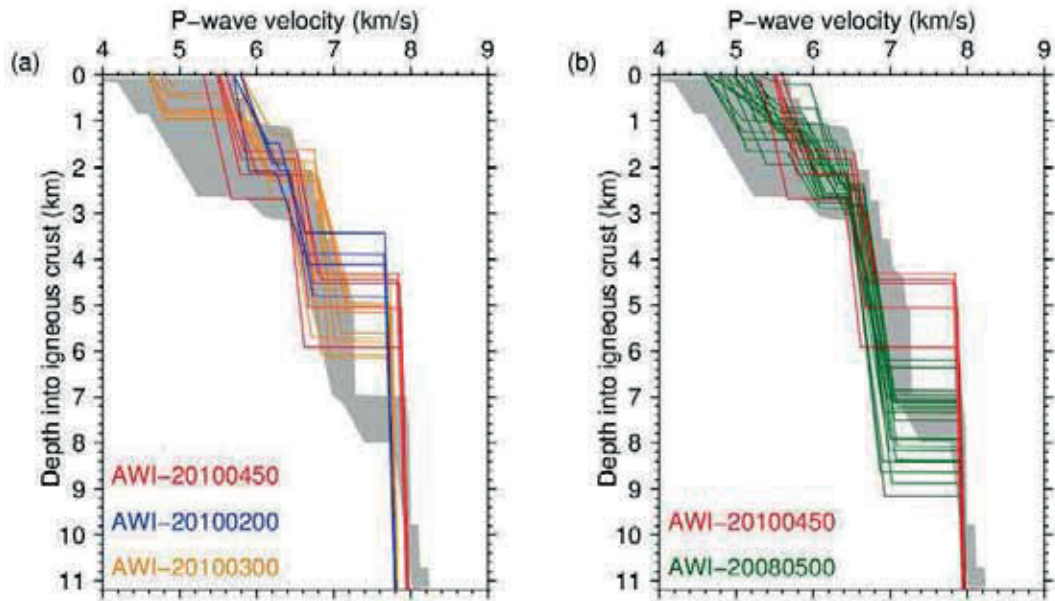 P-wave velocity (km/s)
4 5 6 7 8 9
(a)
Depth into igneous crust (km)
0
1
2
3
4
5
6
7
8
9
10
11
AWI-20100450
AWI-20100200
AWI-20100300
P-wave velocity (km/s)
4 5 6 7 8 9
(b)
Depth into igneous crust (km)
0
1
2
3
4
5
6
7
8
9
10
11
AWI-20100450
AWI-20080500